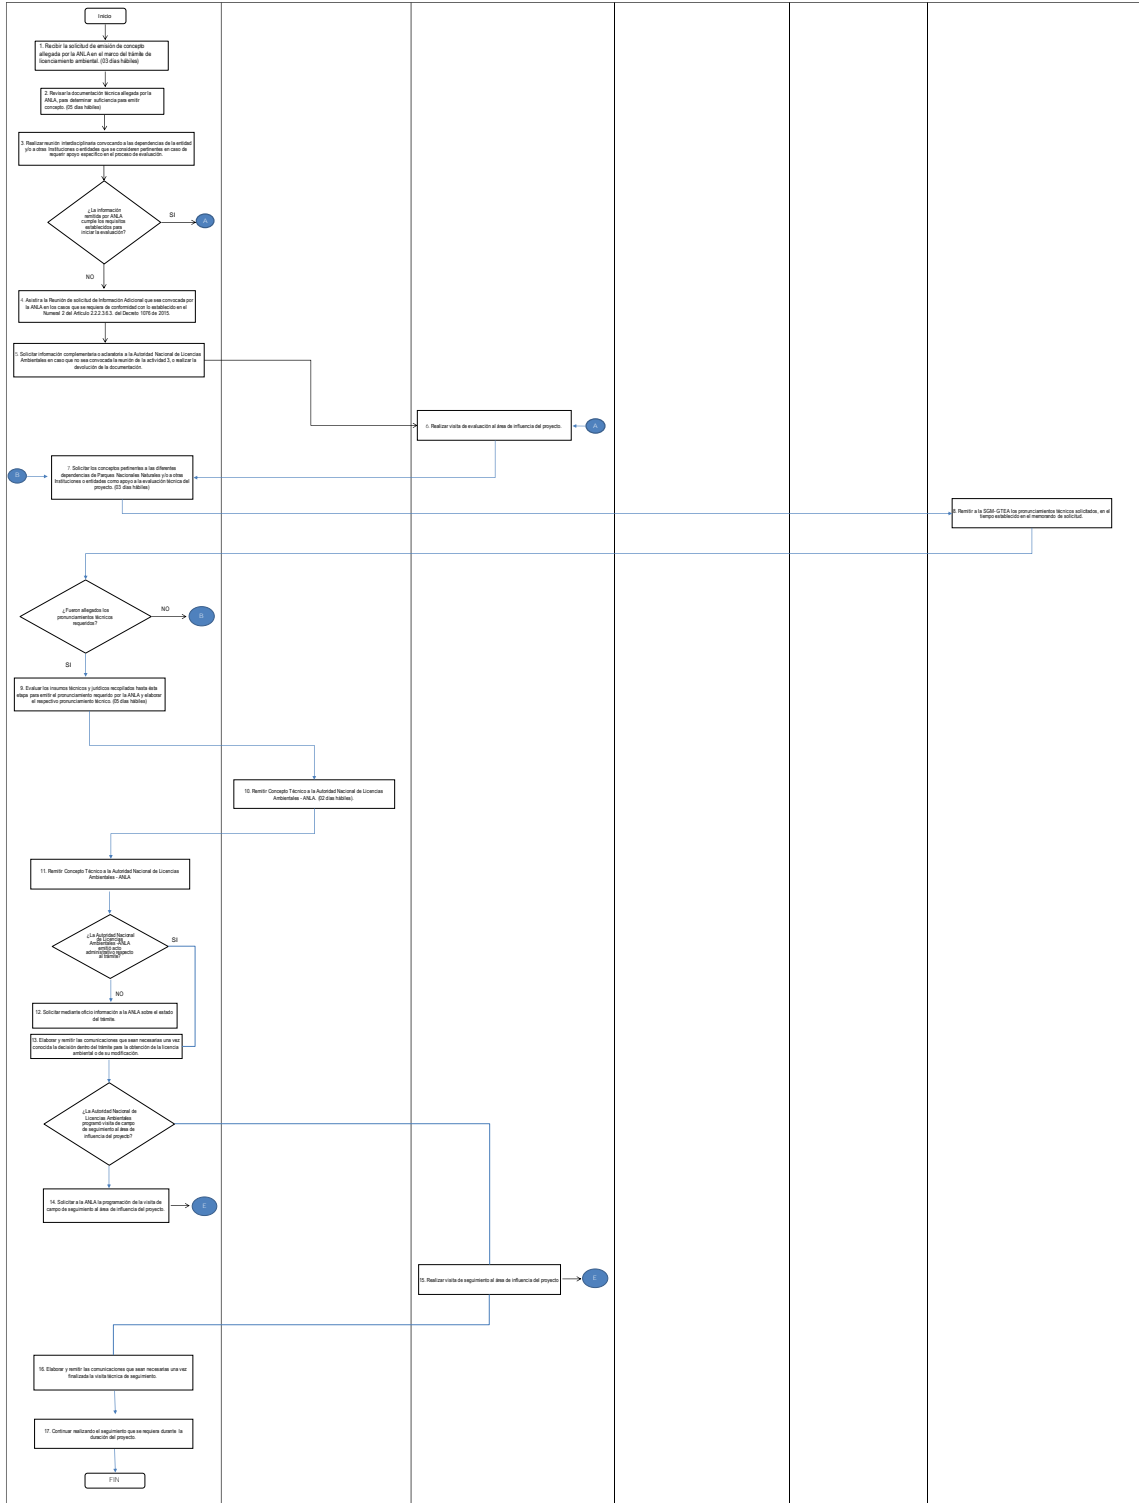 Inicio
1. Recibir la solicitud de emisión de concepto
allegada por la ANLA en el marco del trámite de
licenciamiento ambiental. (03 días hábiles)
2. Revisar la documentación técnica allegada por la
ANLA, para determinar suficiencia para emitir
concepto. (05 días hábiles)
3. Realizar reunión interdisciplinaria convocando a las dependencias de la entidad
y/o a otras Instituciones o entidades que se consideren pertinentes en caso de
requerir apoyo específico en el proceso de evaluación.
¿La información
remitida por ANLA
cumple los requisitos
establecidos para
iniciar la evaluación?
SI
A
NO
4. Asistir a la Reunión de solicitud de Información Adicional que sea convocada por
la ANLA en los casos que se requiera de conformidad con lo establecido en el
Numeral 2 del Artículo 2.2.2.3.6.3. del Decreto 1076 de 2015.
5. Solicitar información complementaria o aclaratoria a la Autoridad Nacional de Licencias
Ambientales en caso que no sea convocada la reunión de la actividad 3, o realizar la
devolución de la documentación.
6. Realizar visita de evaluación al área de influencia del proyecto.
A
B
7. Solicitar los conceptos pertinentes a las diferentes
dependencias de Parques Nacionales Naturales y/o a otras
Instituciones o entidades como apoyo a la evaluación técnica del
proyecto. (03 días hábiles)
8. Remitir a la SGM-GTEA los pronunciamientos técnicos solicitados, en el
tiempo establecido en el memorando de solicitud.
¿Fueron allegados los
pronunciamientos técnicos
requeridos?
NO
B
SI
9. Evaluar los insumos técnicos y jurídicos recopilados hasta ésta
etapa para emitir el pronunciamiento requerido por la ANLA y elaborar
el respectivo pronunciamiento técnico. (05 días hábiles)
10. Remitir Concepto Técnico a la Autoridad Nacional de Licencias
Ambientales - ANLA. (02 días hábiles).
11. Remitir Concepto Técnico a la Autoridad Nacional de Licencias
Ambientales - ANLA
¿La Autoridad Nacional
de Licencias
Ambientales -ANLA
emitió acto
administrativo respecto
al trámite?
SI
NO
12. Solicitar mediante oficio información a la ANLA sobre el estado
del trámite.
13. Elaborar y remitir las comunicaciones que sean necesarias una vez
conocida la decisión dentro del trámite para la obtención de la licencia
ambiental o de su modificación.
¿La Autoridad Nacional de
Licencias Ambientales
programó visita de campo
de seguimiento al área de
influencia del proyecto?
14. Solicitar a la ANLA la programación de la visita de
campo de seguimiento al área de influencia del proyecto.
E
15. Realizar visita de seguimiento al área de influencia del proyecto
E
16. Elaborar y remitir las comunicaciones que sean necesarias una vez
finalizada la visita técnica de seguimiento.
17. Continuar realizando el seguimiento que se requiera durante la
duración del proyecto.
FIN